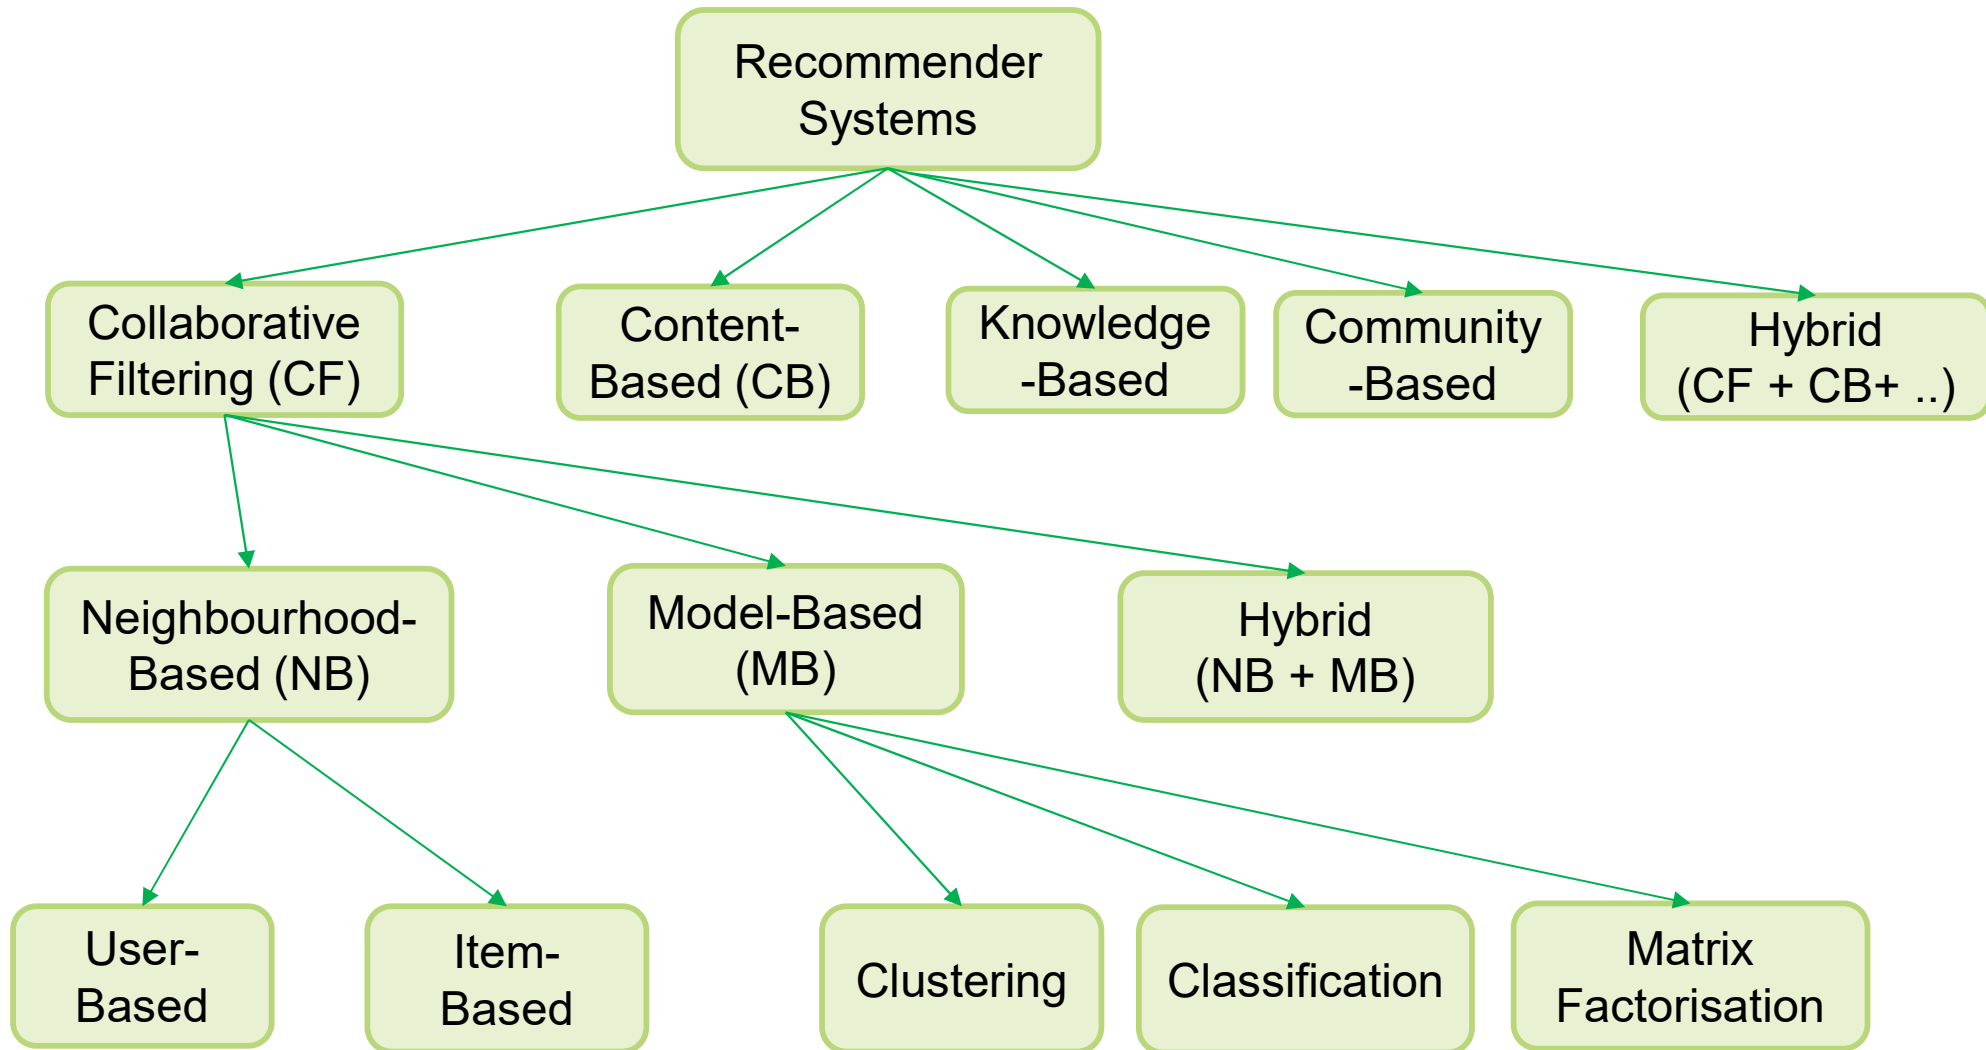 Recommender
Systems
Collaborative
Filtering (CF)
Content-
Based (CB)
Knowledge
-Based
Community
-Based
Hybrid
(CF + CB+ ..)
Neighbourhood-
Based (NB)
Model-Based
(MB)
Hybrid
(NB + MB)
User-
Based
Item-
Based
Clustering
Classification
Matrix
Factorisation